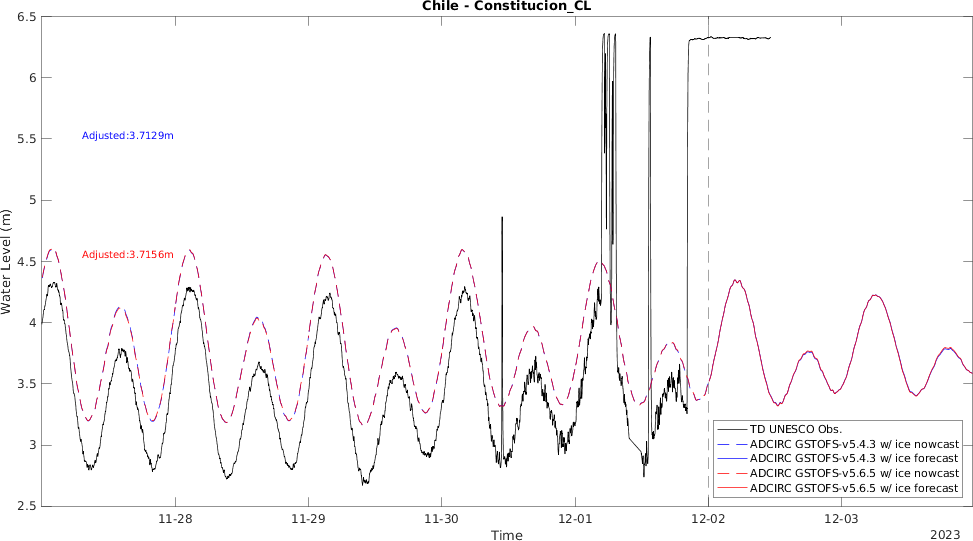 Chile - Constitucion_CL
6.5
6
5.5
5
4.5
4
3.5
3
2.5
Water Level (m)
Adjusted:3.7129m
Adjusted:3.7156m
TD UNESCO Obs.
ADCIRC GSTOFS-v5.4.3 w/ ice nowcast
ADCIRC GSTOFS-v5.4.3 w/ ice forecast
ADCIRC GSTOFS-v5.6.5 w/ ice nowcast
ADCIRC GSTOFS-v5.6.5 w/ ice forecast
11-28
11-29
11-30
12-01
12-02
12-03
Time
2023